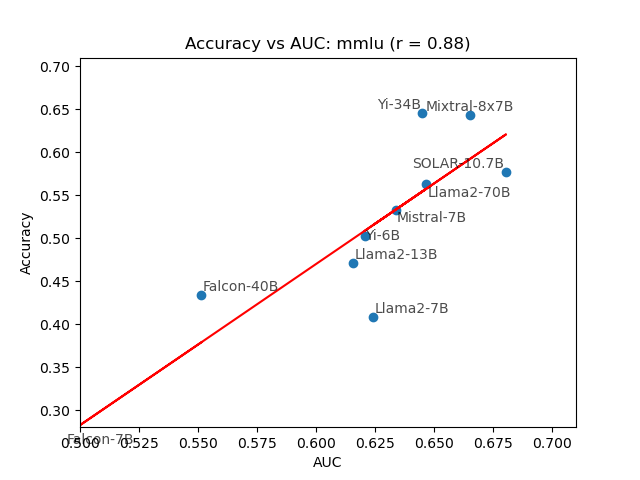 Accuracy vs AUC: mmlu (r = 0.88)
0.70
0.65
0.60
0.55
0.50
0.45
0.40
0.35
0.30
Accuracy
Yi-34B
Mixtral-8x7B
SOLAR-10.7B
Llama2-70B
Mistral-7B
Yi-6B
Llama2-13B
Falcon-40B
Llama2-7B
Falcon-7B
0.500
0.525
0.550
0.575
0.600
0.625
0.650
0.675
0.700
AUC